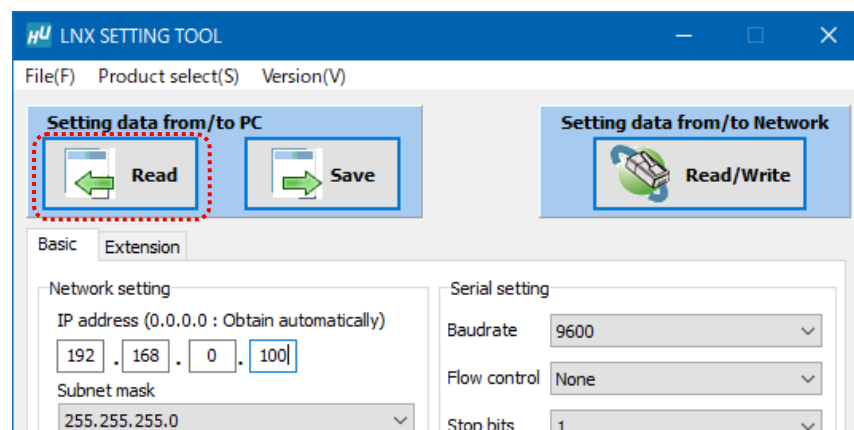 HU LNX SETTING TOOL
File(F) Product select(S) Version(V)
Setting data from/to PC
Read
Save
Setting data from/to Network
Read/Write
Basic
Extension
Network setting
IP address (0.0.0.0 : Obtain automatically)
192 . 168 . 0 . 100
Subnet mask
255.255.255.0
Serial setting
Baudrate 9600
Flow control None
Stop bits 1